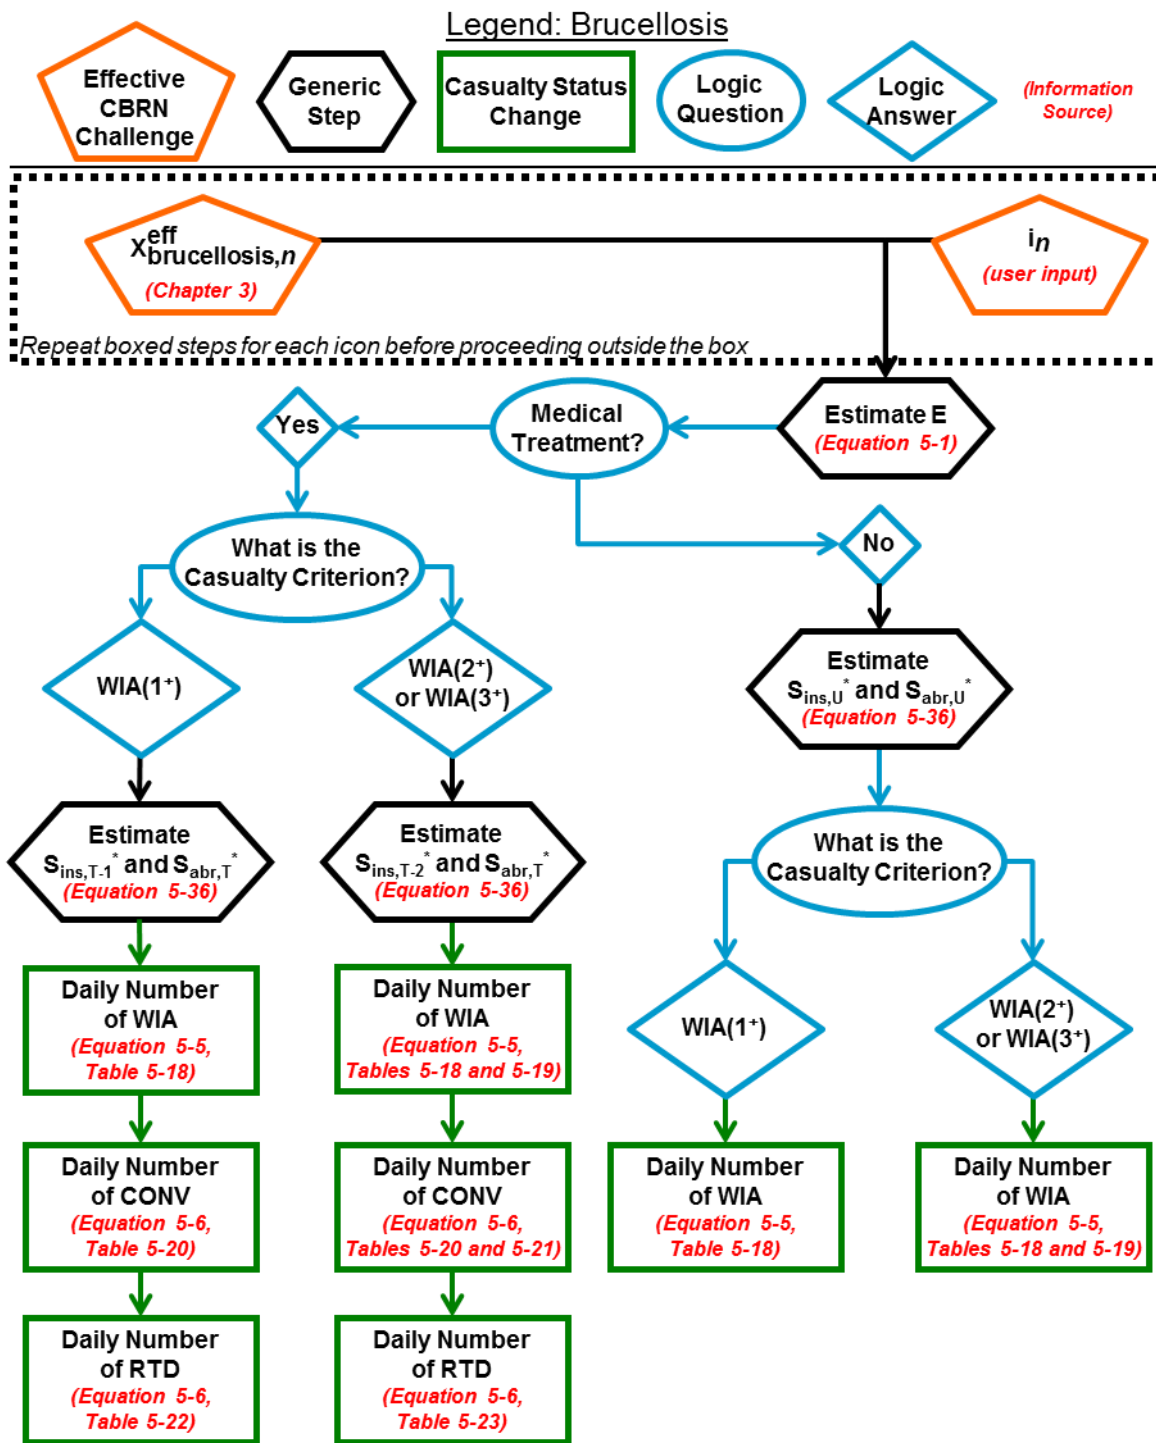 Legend: Brucellosis
Effective
CBRN
Challenge
Generic
Step
Casualty Status
Change
Logic
Question
Logic
Answer
(Information
Source)
X^eff_brucellosis,n
(Chapter 3)
i_n
(user input)
Repeat boxed steps for each icon before proceeding outside the box
Estimate E
(Equation 5-1)
Medical
Treatment?
Yes
No
What is the
Casualty Criterion?
WIA(1⁺)
WIA(2⁺)
or WIA(3⁺)
Estimate
S_ins,T-1* and S_abr,T*
(Equation 5-36)
Estimate
S_ins,T-2* and S_abr,T*
(Equation 5-36)
Estimate
S_ins,U* and S_abr,U*
(Equation 5-36)
What is the
Casualty Criterion?
WIA(1⁺)
WIA(2⁺)
or WIA(3⁺)
Daily Number
of WIA
(Equation 5-5,
Table 5-18)
Daily Number
of WIA
(Equation 5-5,
Tables 5-18 and 5-19)
Daily Number
of CONV
(Equation 5-6,
Table 5-20)
Daily Number
of CONV
(Equation 5-6,
Tables 5-20 and 5-21)
Daily Number
of WIA
(Equation 5-5,
Table 5-18)
Daily Number
of WIA
(Equation 5-5,
Tables 5-18 and 5-19)
Daily Number
of RTD
(Equation 5-6,
Table 5-22)
Daily Number
of RTD
(Equation 5-6,
Table 5-23)